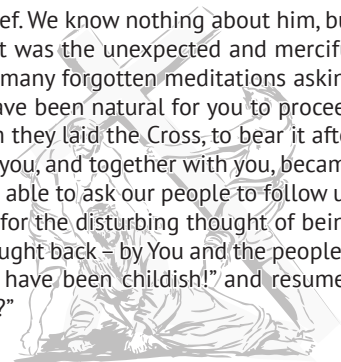 ef. We know nothing about him, bu
t was the unexpected and mercifu
many forgotten meditations askin
ave been natural for you to procee
n they laid the Cross, to bear it afte
you, and together with you, becam
able to ask our people to follow u
for the disturbing thought of bein
ught back – by You and the people
have been childish!” and resume
?”